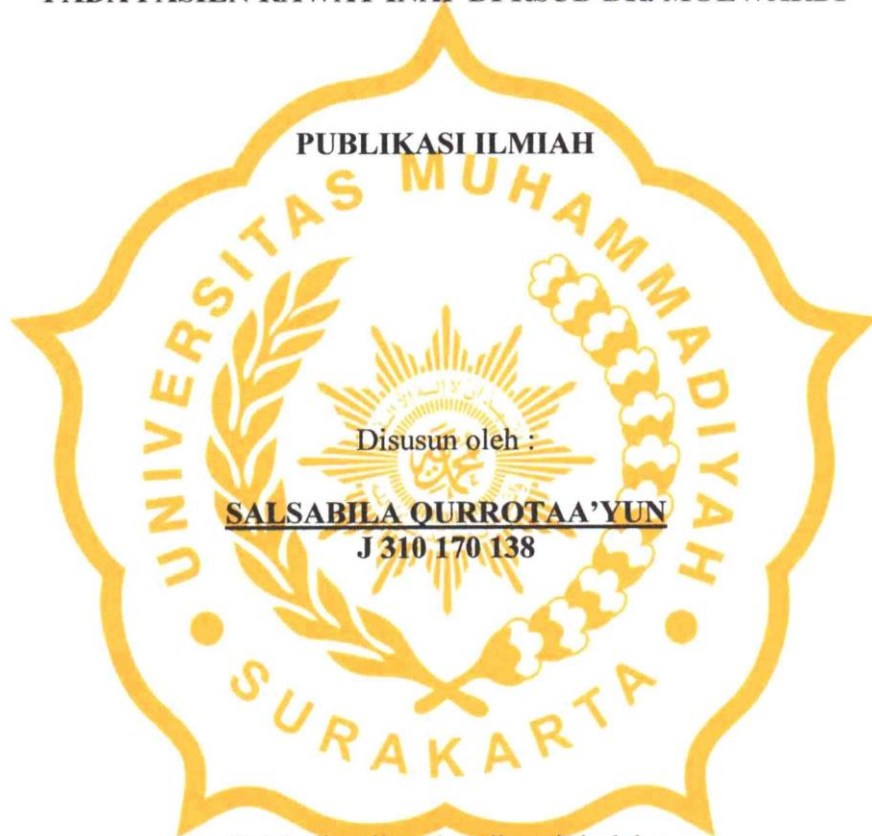 PUBLIKASI ILMIAH
UNIVERSITAS MUHAMMADIYAH
Disusun oleh :
SALSABILA QURROTAA’YUN
J 310 170 138
SURAKARTA